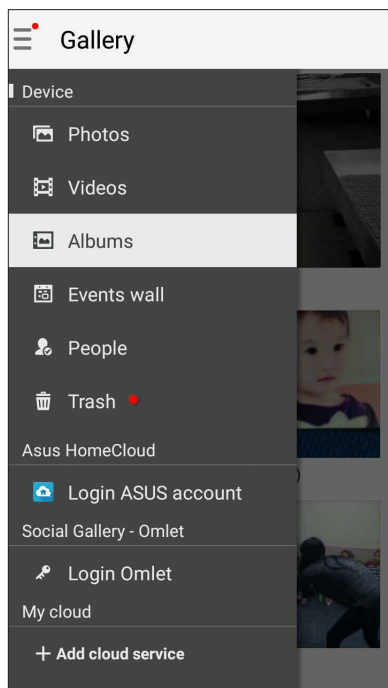 Gallery
Device
Photos
Videos
Albums
Events wall
People
Trash
Asus HomeCloud
Login ASUS account
Social Gallery - Omlet
Login Omlet
My cloud
+ Add cloud service